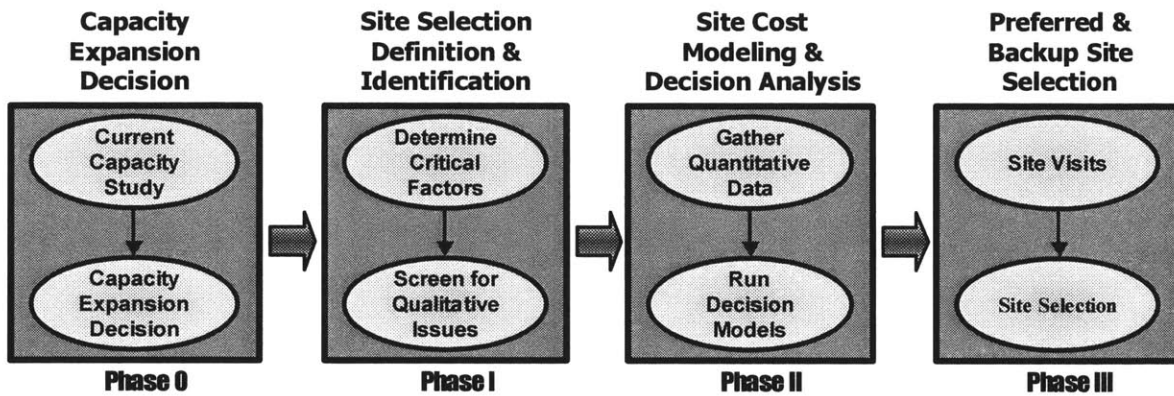 Capacity
Expansion
Decision
Current
Capacity
Study
Capacity
Expansion
Decision
Phase 0
Site Selection
Definition &
Identification
Determine
Critical
Factors
Screen for
Qualitative
Issues
Phase I
Site Cost
Modeling &
Decision Analysis
Gather
Quantitative
Data
Run
Decision
Models
Phase II
Preferred &
Backup Site
Selection
Site Visits
Site Selection
Phase III